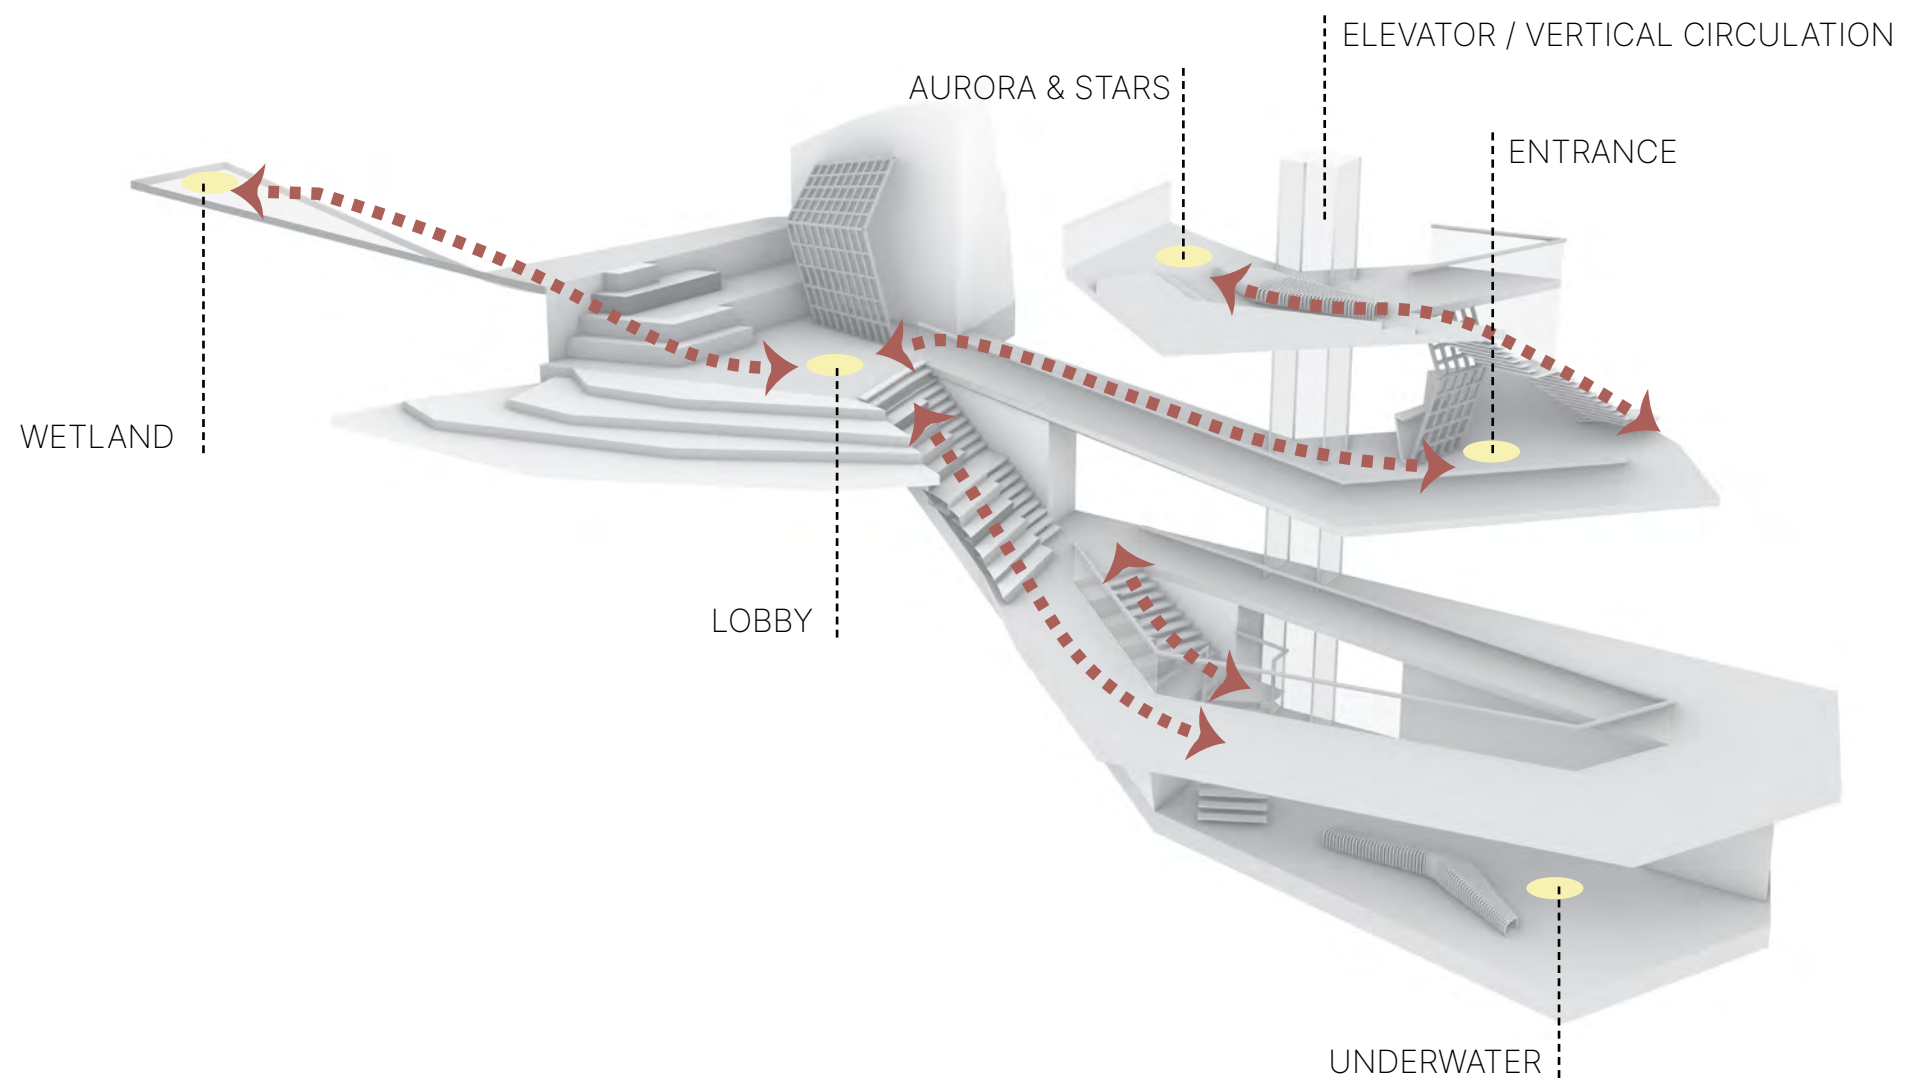 ELEVATOR / VERTICAL CIRCULATION
AURORA & STARS
ENTRANCE
WETLAND
LOBBY
UNDERWATER